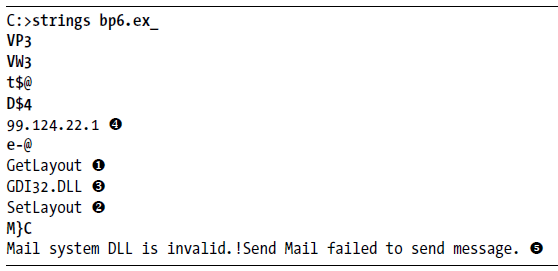 C:>strings bp6.ex_
VP3
VW3
t$@
D$4
99.124.22.1 ❹
e-@
GetLayout ❶
GDI32.DLL ❸
SetLayout ❷
M}C
Mail system DLL is invalid.!Send Mail failed to send message. ❺